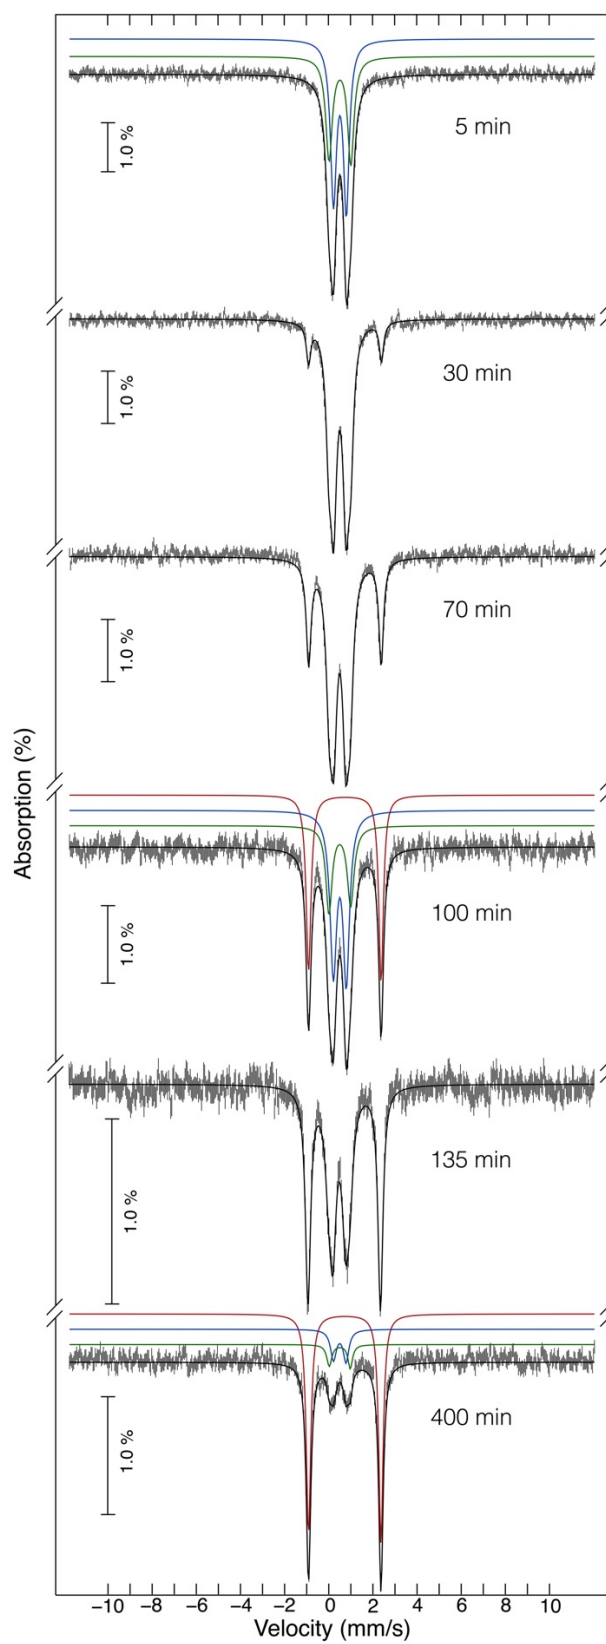 5 min
1.0 %
30 min
1.0 %
70 min
1.0 %
Absorption (%)
100 min
1.0 %
135 min
1.0 %
400 min
1.0 %
−10 −8 −6 −4 −2 0 2 4 6 8 10
Velocity (mm/s)